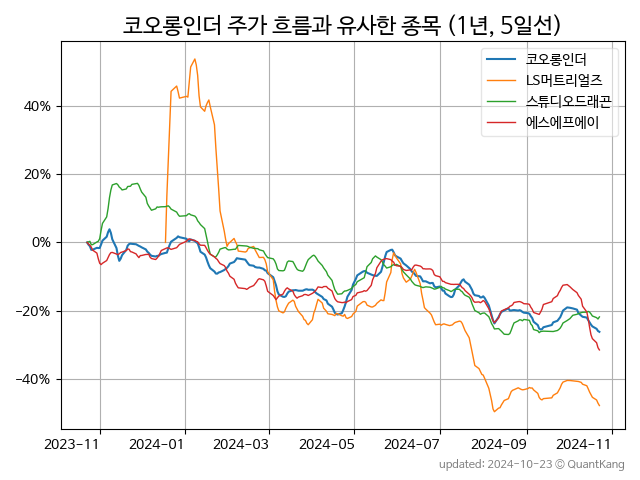 코오롱인더 주가 흐름과 유사한 종목 (1년, 5일선)
코오롱인더
LS머트리얼즈
스튜디오드래곤
에스에프에이
40%
20%
0%
−20%
−40%
2023-11 2024-01 2024-03 2024-05 2024-07 2024-09 2024-11
updated: 2024-10-23 © QuantKang